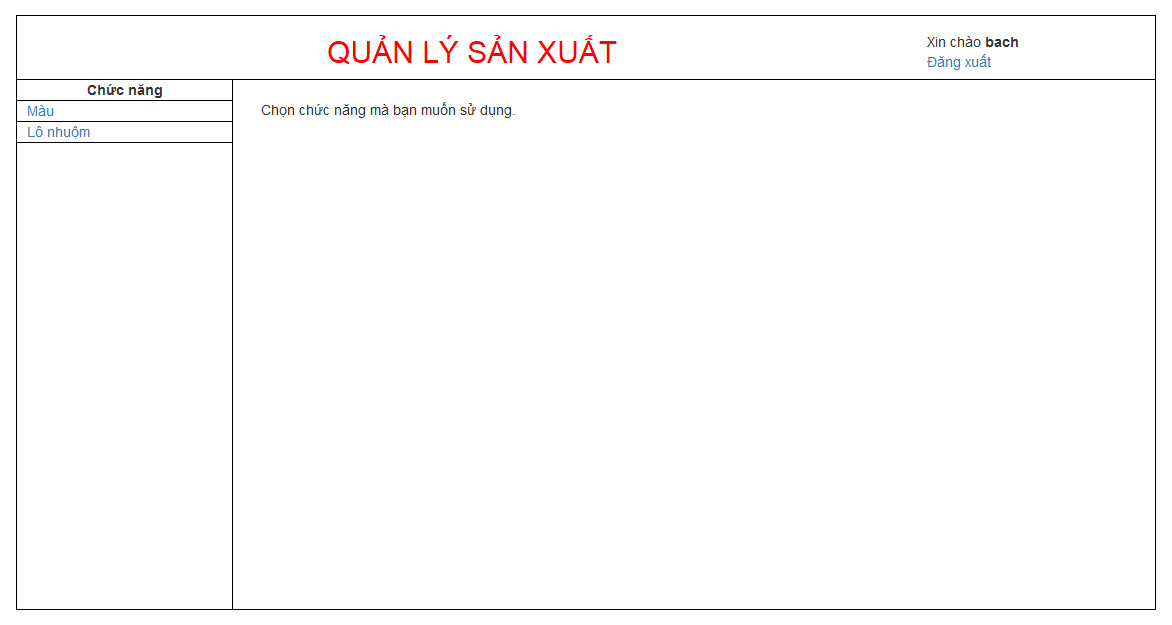 QUẢN LÝ SẢN XUẤT
Xin chào bach
Đăng xuất
Chức năng
Màu
Lô nhuộm
Chọn chức năng mà bạn muốn sử dụng.